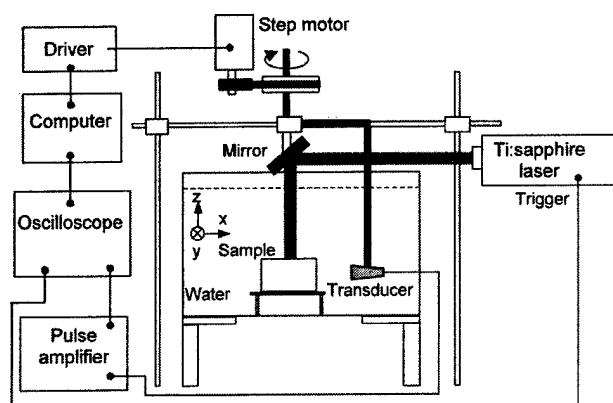 Step motor
Driver
Computer
Mirror
Ti:sapphire
laser
Trigger
Oscilloscope
z
x
y
Sample
Water
Transducer
Pulse
amplifier